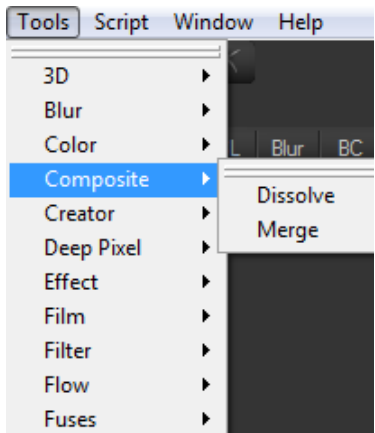 Tools Script Window Help
3D
Blur
Color
L Blur BC
Composite
Dissolve
Creator
Merge
Deep Pixel
Effect
Film
Filter
Flow
Fuses